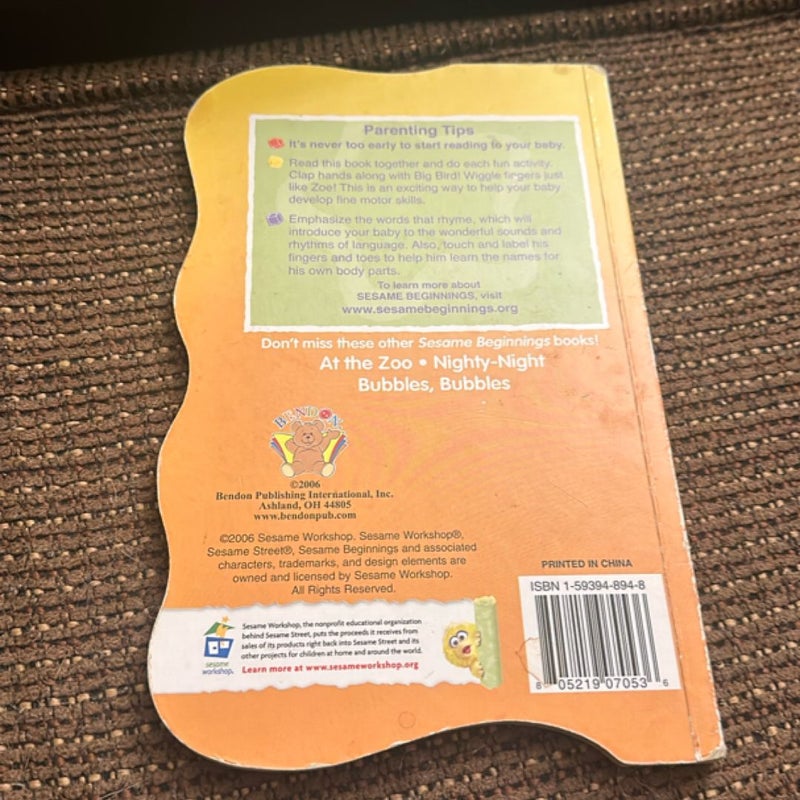 Parenting Tips
It's never too early to start reading to your baby.
Read this book together and do each fun activity.
Clap hands along with Big Bird! Wiggle fingers just
like Zoe! This is an exciting way to help your baby
develop fine motor skills.
Emphasize the words that rhyme, which will
introduce your baby to the wonderful sounds and
rhythms of language. Also, touch and label his
fingers and toes to help him learn the names for
his own body parts.
To learn more about
SESAME BEGINNINGS, visit
www.sesamebeginnings.org
Don't miss these other Sesame Beginnings books!
At the Zoo • Nighty-Night
Bubbles, Bubbles
BENDON
©2006
Bendon Publishing International, Inc.
Ashland, OH 44805
www.bendonpub.com
©2006 Sesame Workshop. Sesame Workshop®,
Sesame Street®, Sesame Beginnings and associated
characters, trademarks, and design elements are
owned and licensed by Sesame Workshop.
All Rights Reserved.
sesame
workshop.
Sesame Workshop, the nonprofit educational organization
behind Sesame Street, puts the proceeds it receives from
sales of its products right back into Sesame Street and its
other projects for children at home and around the world.
Learn more at www.sesameworkshop.org
PRINTED IN CHINA
ISBN 1-59394-894-8
6 05219 07053 6